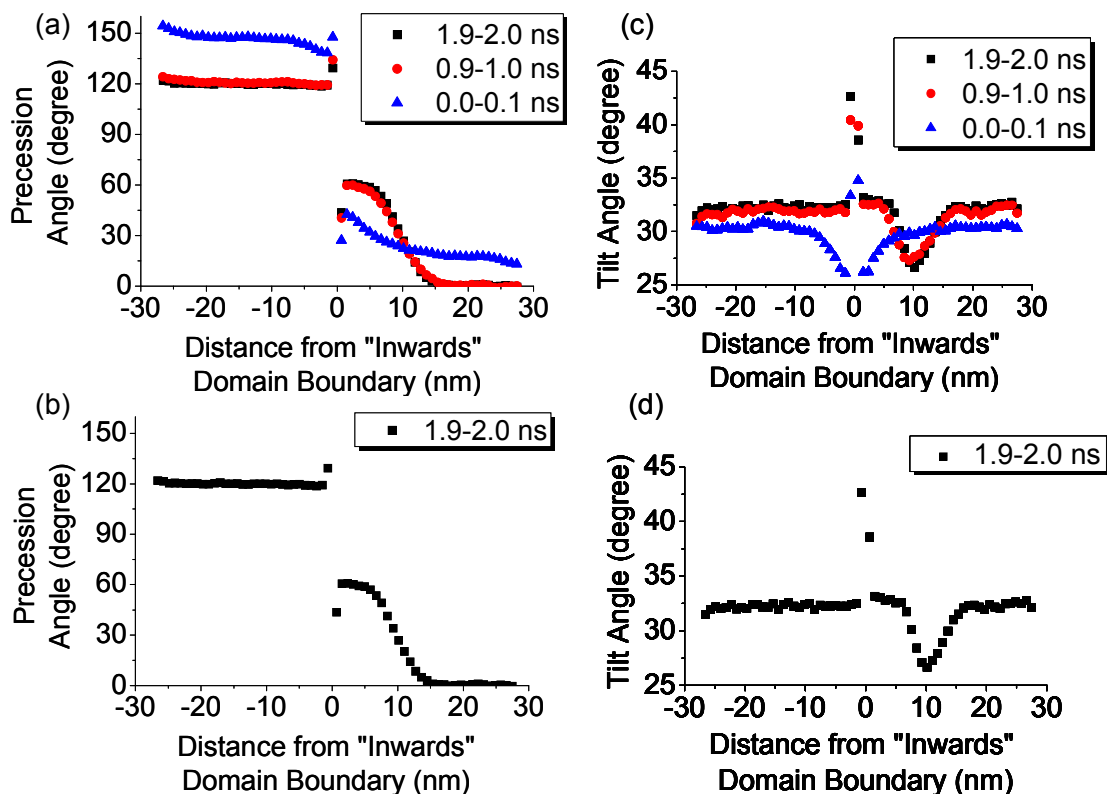 (a)
150
120
90
60
30
0
1.9-2.0 ns
0.9-1.0 ns
0.0-0.1 ns
Precession
Angle (degree)
-30 -20 -10 0 10 20 30
Distance from "Inwards"
Domain Boundary (nm)
(c)
45
40
35
30
25
1.9-2.0 ns
0.9-1.0 ns
0.0-0.1 ns
Tilt Angle (degree)
-30 -20 -10 0 10 20 30
Distance from "Inwards"
Domain Boundary (nm)
(b)
150
120
90
60
30
0
1.9-2.0 ns
Precession
Angle (degree)
-30 -20 -10 0 10 20 30
Distance from "Inwards"
Domain Boundary (nm)
(d)
45
40
35
30
25
1.9-2.0 ns
Tilt Angle (degree)
-30 -20 -10 0 10 20 30
Distance from "Inwards"
Domain Boundary (nm)